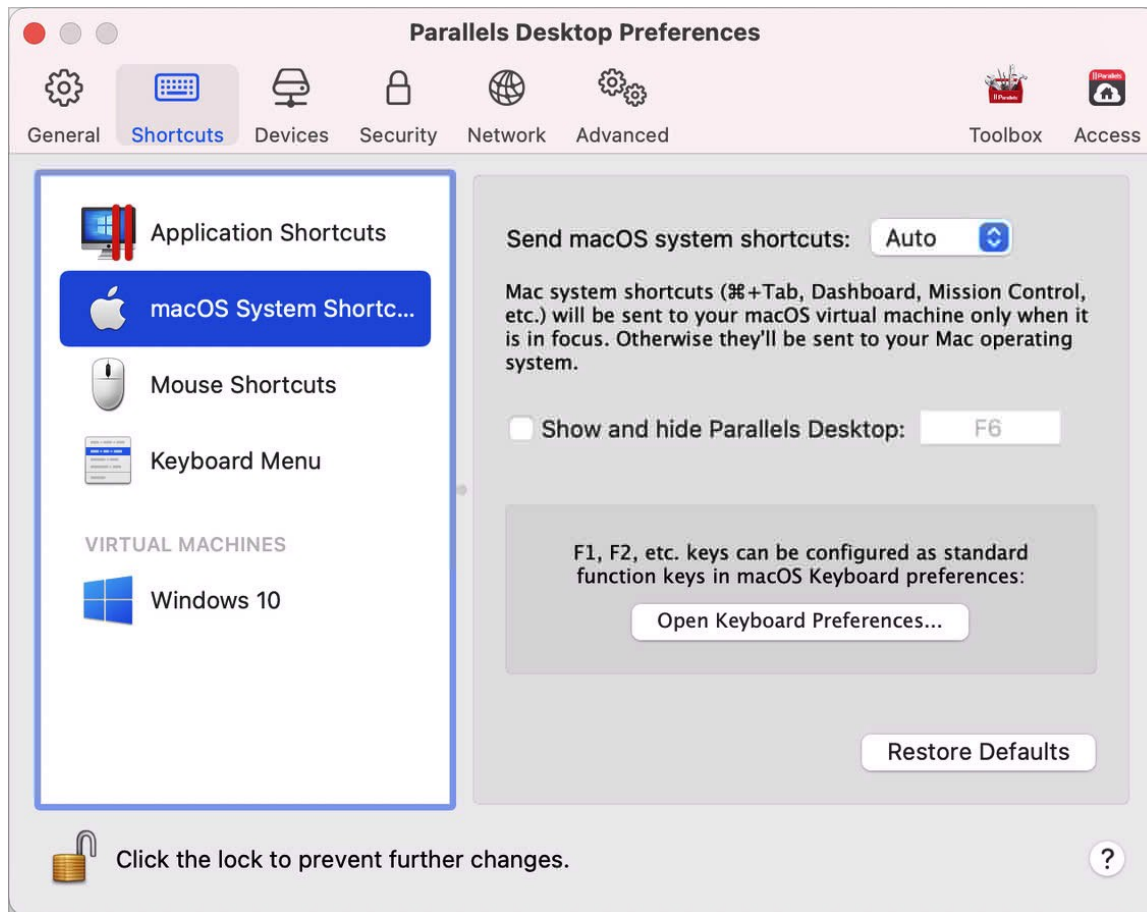 Parallels Desktop Preferences
General Shortcuts Devices Security Network Advanced Toolbox Access
Application Shortcuts
macOS System Shortc...
Mouse Shortcuts
Keyboard Menu
VIRTUAL MACHINES
Windows 10
Send macOS system shortcuts: Auto
Mac system shortcuts (⌘+Tab, Dashboard, Mission Control,
etc.) will be sent to your macOS virtual machine only when it
is in focus. Otherwise they'll be sent to your Mac operating
system.
Show and hide Parallels Desktop: F6
F1, F2, etc. keys can be configured as standard
function keys in macOS Keyboard preferences:
Open Keyboard Preferences...
Restore Defaults
Click the lock to prevent further changes.
?